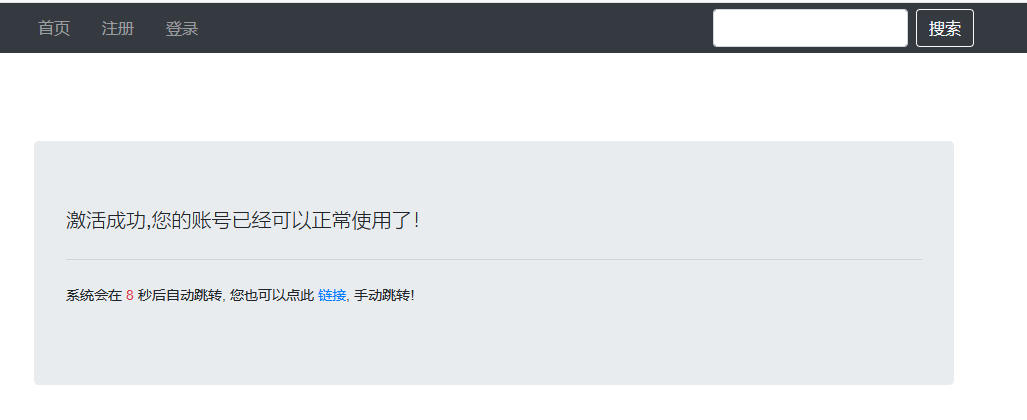 首页 注册 登录 搜索
激活成功,您的账号已经可以正常使用了!
系统会在 8 秒后自动跳转, 您也可以点此 链接, 手动跳转!